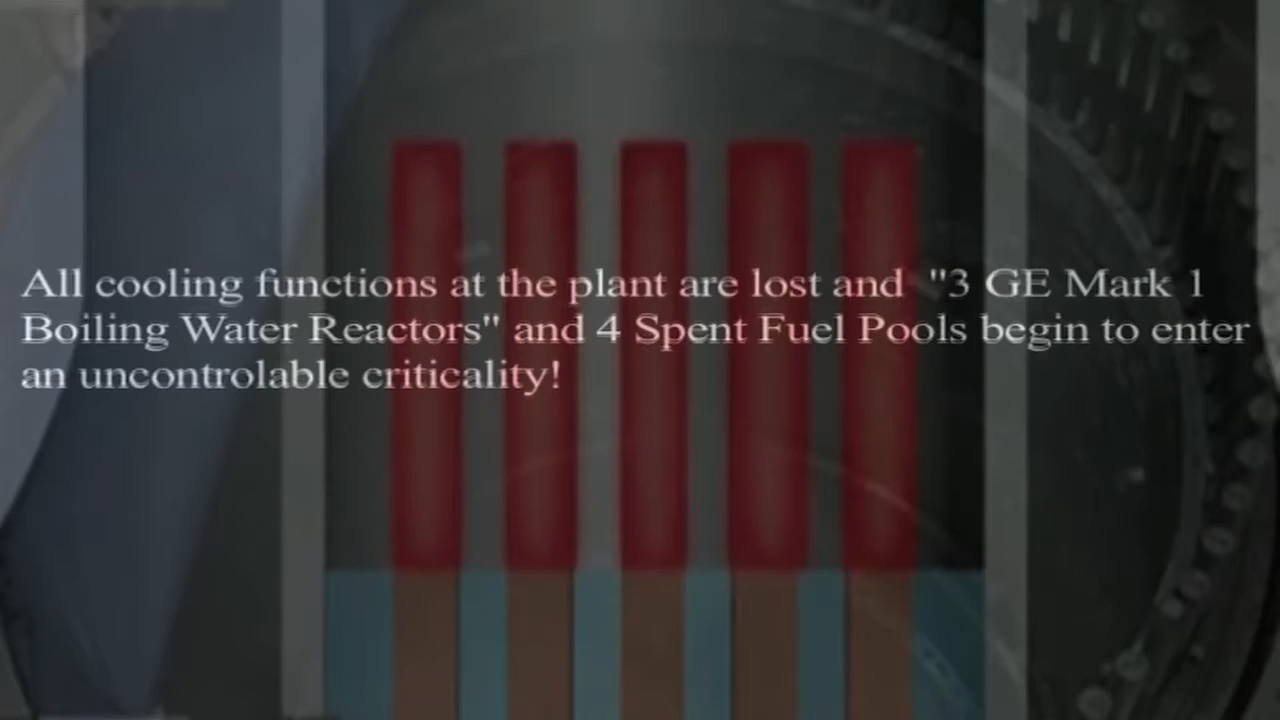 All cooling functions at the plant are lost and "3 GE Mark 1
Boiling Water Reactors" and 4 Spent Fuel Pools begin to enter
an uncontrolable criticality!